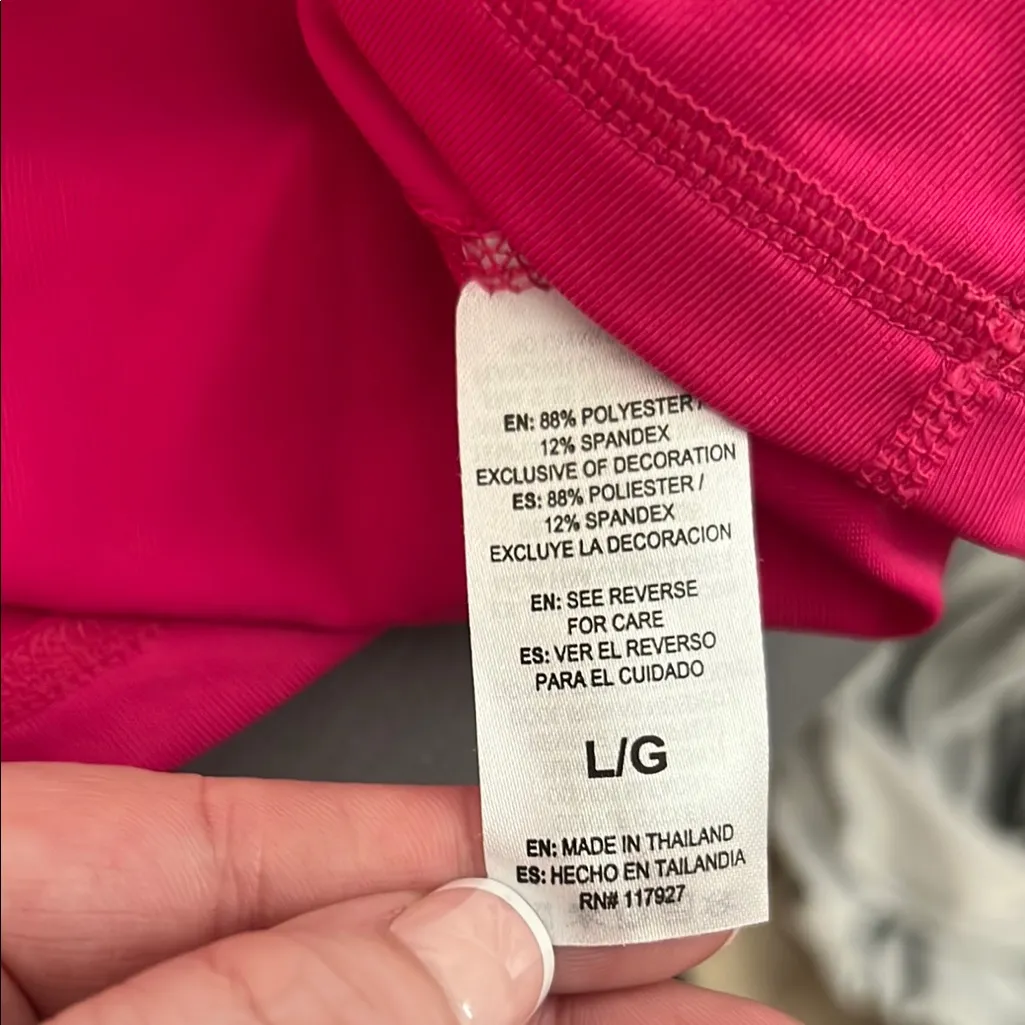 EN: 88% POLYESTER /
12% SPANDEX
EXCLUSIVE OF DECORATION
ES: 88% POLIESTER /
12% SPANDEX
EXCLUYE LA DECORACION
EN: SEE REVERSE
FOR CARE
ES: VER EL REVERSO
PARA EL CUIDADO
L/G
EN: MADE IN THAILAND
ES: HECHO EN TAILANDIA
RN# 117927